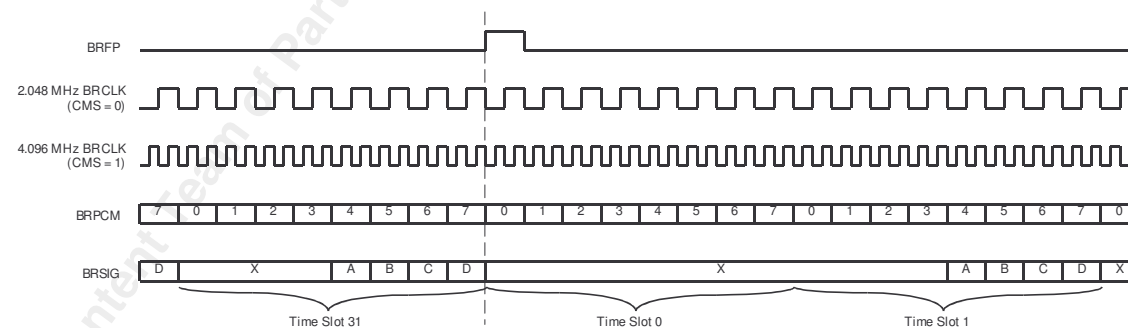 BRFP
2.048 MHz BRCLK
(CMS = 0)
4.096 MHz BRCLK
(CMS = 1)
BRPCM 7 0 1 2 3 4 5 6 7 0 1 2 3 4 5 6 7 0 1 2 3 4 5 6 7 0
BRSIG D X A B C D X A B C D X
Time Slot 31 Time Slot 0 Time Slot 1
Team of